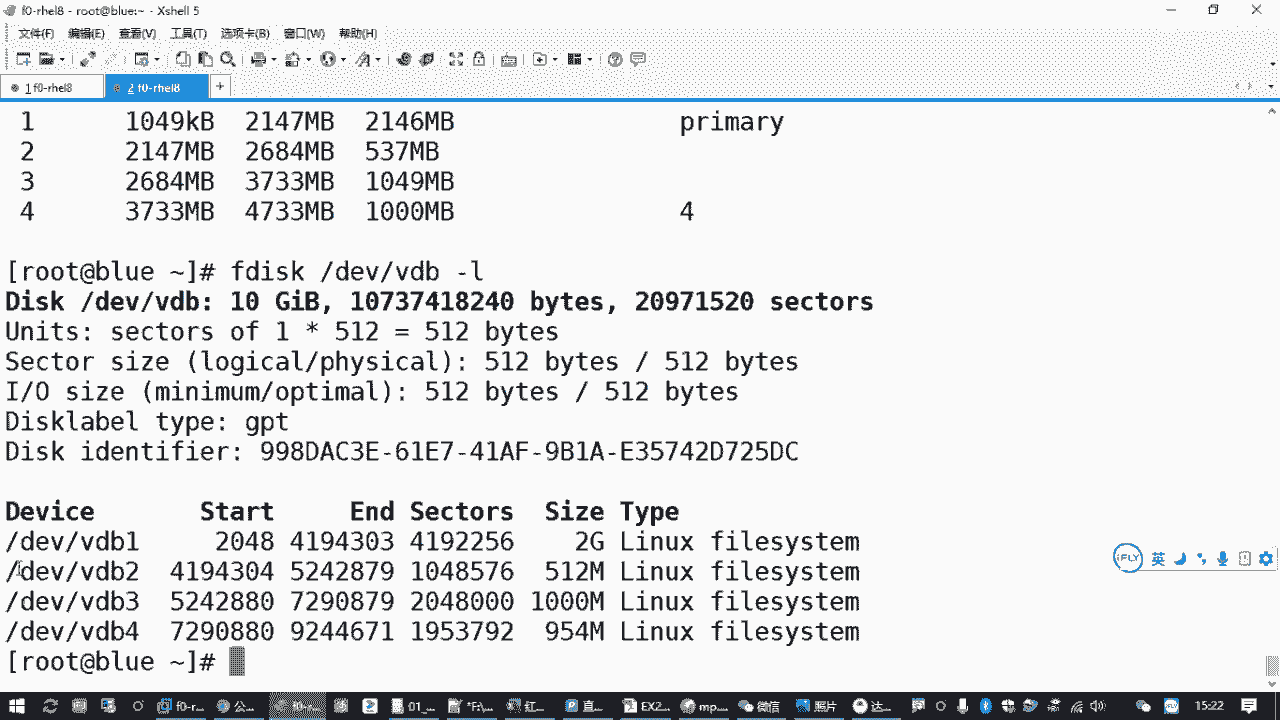 f0-rhel8 - root@blue:~ - Xshell 5
文件(F) 编辑(E) 查看(V) 工具(T) 选项卡(B) 窗口(W) 帮助(H)
1 f0-rhel8 2 f0-rhel8 +
1 1049kB 2147MB 2146MB primary
2 2147MB 2684MB 537MB
3 2684MB 3733MB 1049MB
4 3733MB 4733MB 1000MB 4
[root@blue ~]# fdisk /dev/vdb -l
Disk /dev/vdb: 10 GiB, 10737418240 bytes, 20971520 sectors
Units: sectors of 1 * 512 = 512 bytes
Sector size (logical/physical): 512 bytes / 512 bytes
I/O size (minimum/optimal): 512 bytes / 512 bytes
Disklabel type: gpt
Disk identifier: 998DAC3E-61E7-41AF-9B1A-E35742D725DC
Device Start End Sectors Size Type
/dev/vdb1 2048 4194303 4192256 2G Linux filesystem
/dev/vdb2 4194304 5242879 1048576 512M Linux filesystem
/dev/vdb3 5242880 7290879 2048000 1000M Linux filesystem
/dev/vdb4 7290880 9244671 1953792 954M Linux filesystem
[root@blue ~]#
iFLY 英
f0-r... 公... 01_... 红... 直... EX2... mp... 微信 照片 达... 15:22